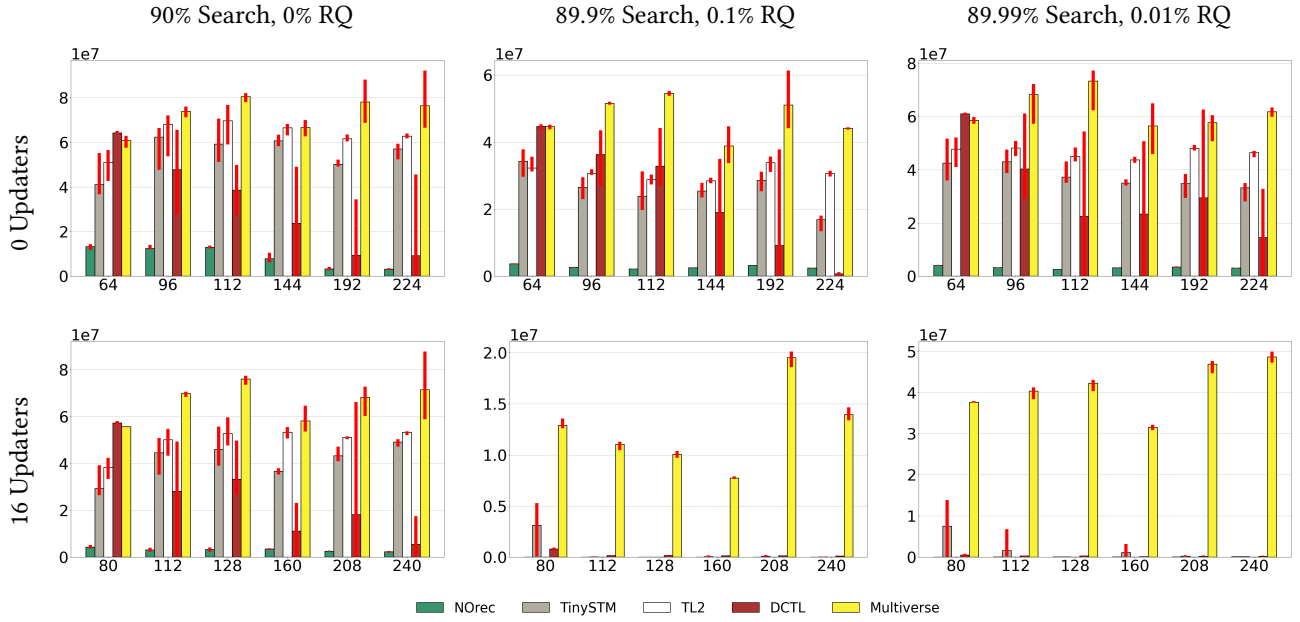 90% Search, 0% RQ
89.9% Search, 0.1% RQ
89.99% Search, 0.01% RQ
0 Updaters
1e7
8
6
4
2
0
64 96 112 144 192 224
1e7
6
4
2
0
64 96 112 144 192 224
1e7
8
6
4
2
0
64 96 112 144 192 224
16 Updaters
1e7
8
6
4
2
0
80 112 128 160 208 240
1e7
2.0
1.5
1.0
0.5
0.0
80 112 128 160 208 240
1e7
5
4
3
2
1
0
80 112 128 160 208 240
NOrec TinySTM TL2 DCTL Multiverse